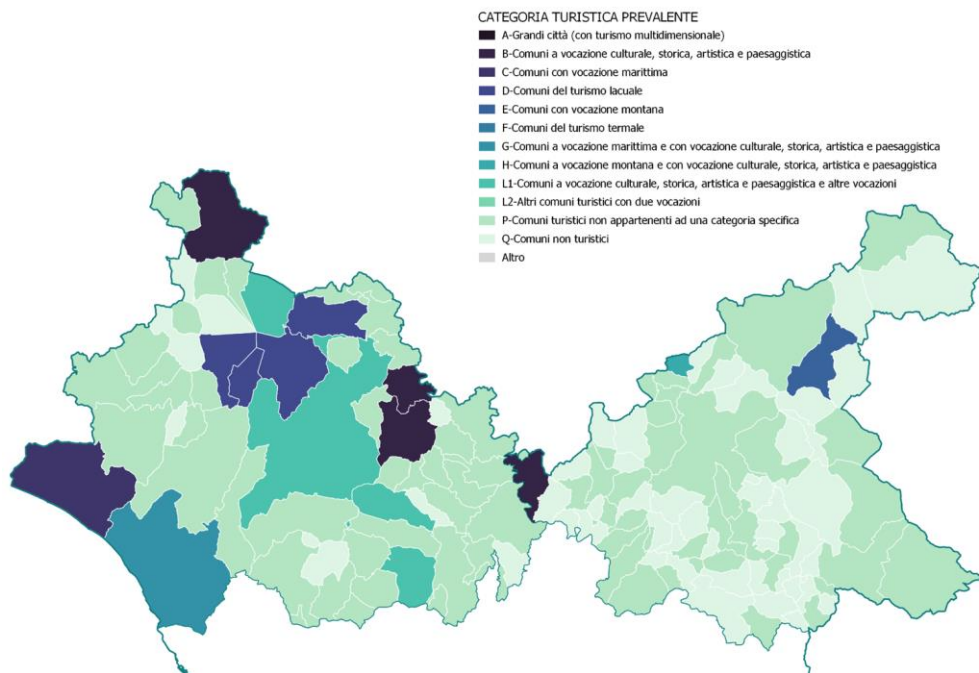 CATEGORIA TURISTICA PREVALENTE
A-Grandi città (con turismo multidimensionale)
B-Comuni a vocazione culturale, storica, artistica e paesaggistica
C-Comuni con vocazione marittima
D-Comuni del turismo lacuale
E-Comuni con vocazione montana
F-Comuni del turismo termale
G-Comuni a vocazione marittima e con vocazione culturale, storica, artistica e paesaggistica
H-Comuni a vocazione montana e con vocazione culturale, storica, artistica e paesaggistica
L1-Comuni a vocazione culturale, storica, artistica e paesaggistica e altre vocazioni
L2-Altri comuni turistici con due vocazioni
P-Comuni turistici non appartenenti ad una categoria specifica
Q-Comuni non turistici
Altro